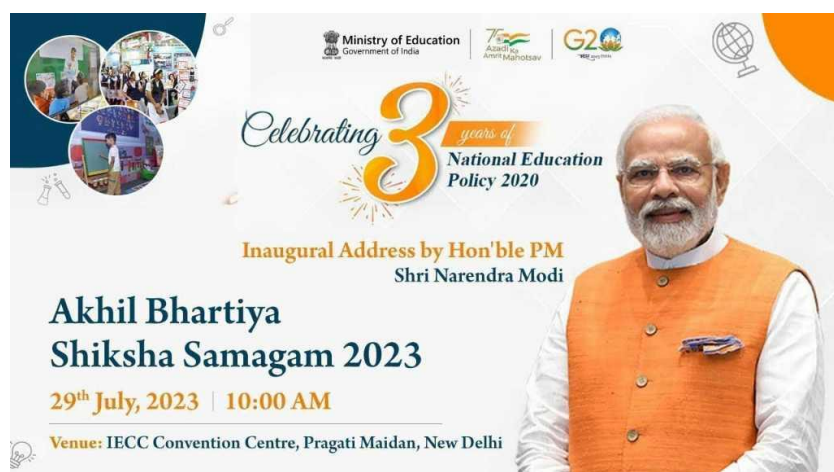 Ministry of Education
Government of India
75
Azadi Ka
Amrit Mahotsav
G20
Celebrating 3 years of
National Education
Policy 2020
Inaugural Address by Hon'ble PM
Shri Narendra Modi
Akhil Bhartiya
Shiksha Samagam 2023
29th July, 2023 | 10:00 AM
Venue: IECC Convention Centre, Pragati Maidan, New Delhi